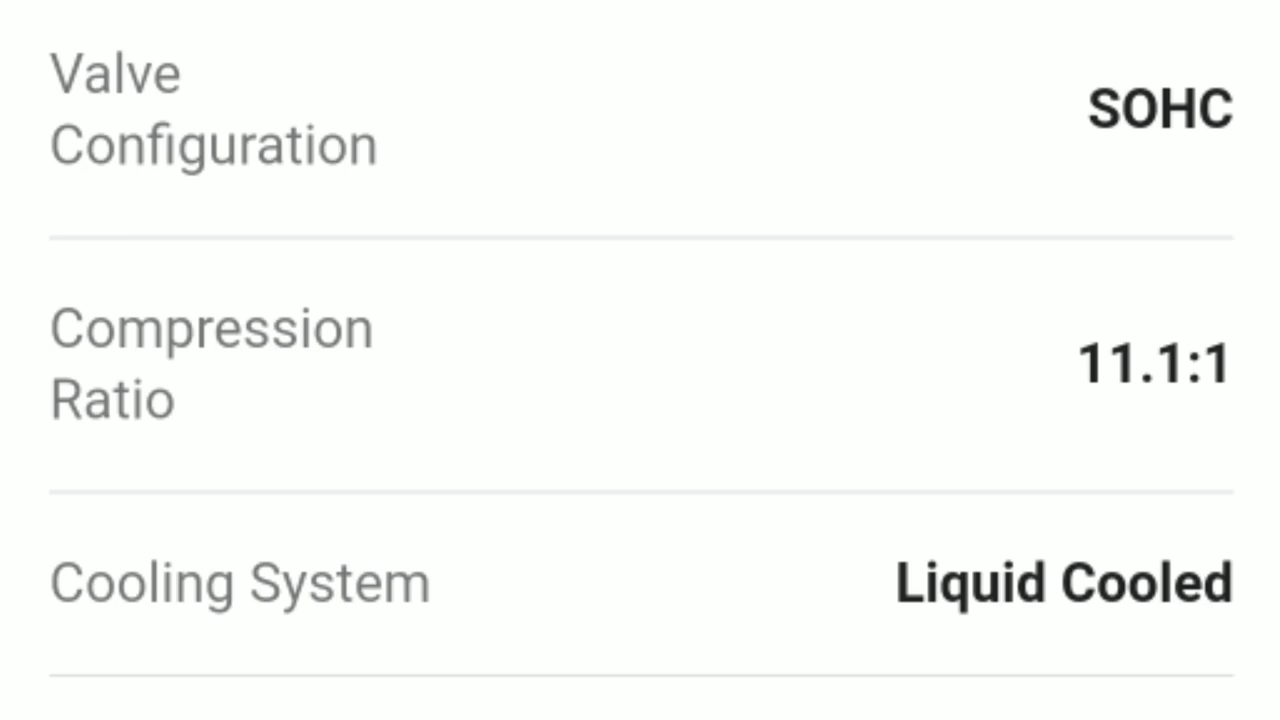 Valve
Configuration
SOHC
Compression
Ratio
11.1:1
Cooling System
Liquid Cooled